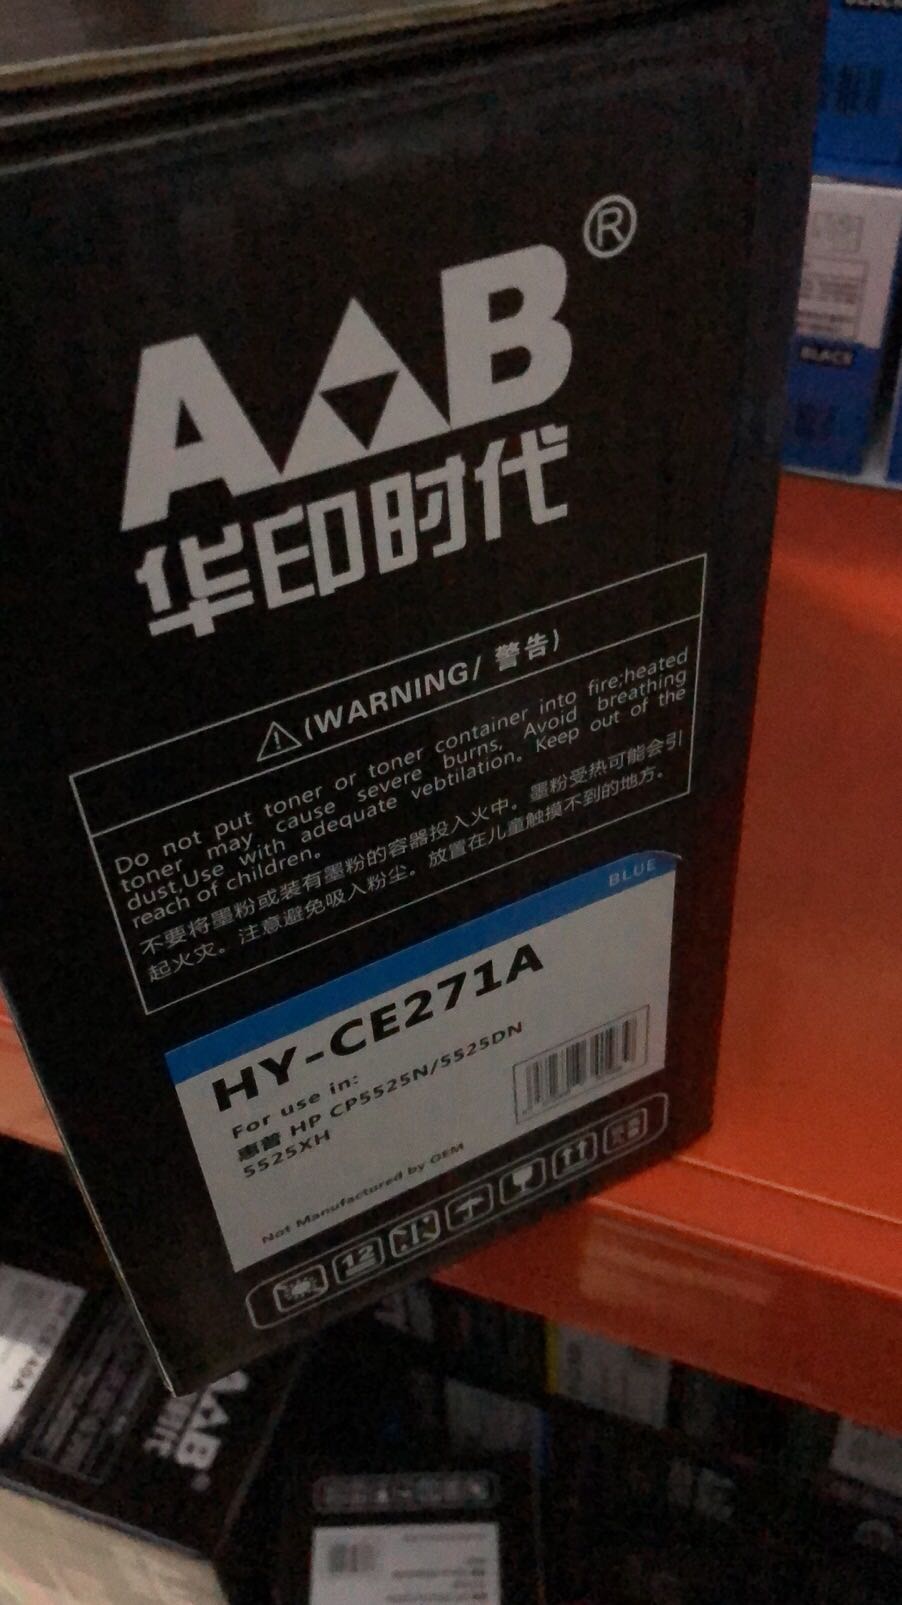 A B ®
华印时代
(WARNING/ 警告)
Do not put toner or toner container into fire;heated
toner may cause severe burns, Avoid breathing
dust,Use with adequate vebtilation。Keep out of the
reach of children。
不要将墨粉或装有墨粉的容器投入火中。墨粉受热可能会引
起火灾。注意避免吸入粉尘。放置在儿童触摸不到的地方。
BLUE
HY-CE271A
For use in:
惠普 HP CP5525N/5525DN
5525XH
Not Manufactured by OEM
12
BLACK